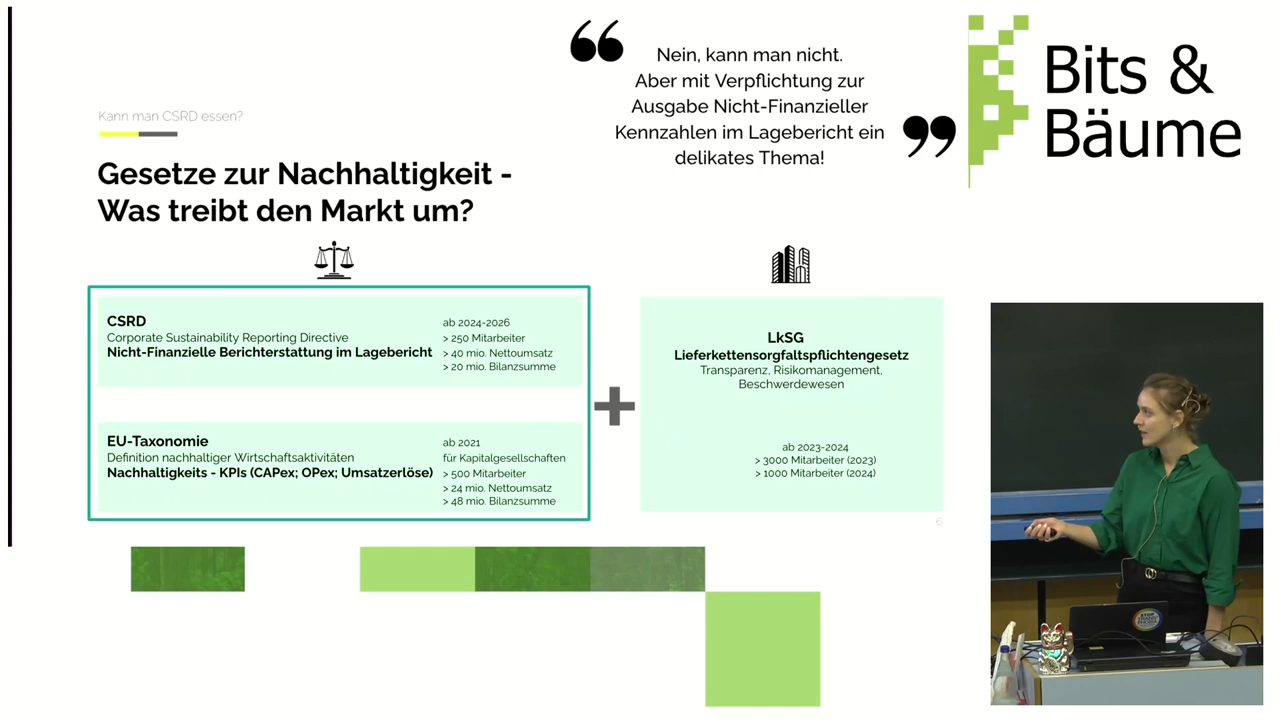 Nein, kann man nicht.
Aber mit Verpflichtung zur
Ausgabe Nicht-Finanzieller
Kennzahlen im Lagebericht ein
delikates Thema!
Bits &
Bäume
Kann man CSRD essen?
Gesetze zur Nachhaltigkeit -
Was treibt den Markt um?
CSRD
Corporate Sustainability Reporting Directive
Nicht-Finanzielle Berichterstattung im Lagebericht
ab 2024-2026
> 250 Mitarbeiter
> 40 mio. Nettoumsatz
> 20 mio. Bilanzsumme
EU-Taxonomie
Definition nachhaltiger Wirtschaftsaktivitäten
Nachhaltigkeits - KPIs (CAPex; OPex; Umsatzerlöse)
ab 2021
für Kapitalgesellschaften
> 500 Mitarbeiter
> 24 mio. Nettoumsatz
> 48 mio. Bilanzsumme
LkSG
Lieferkettensorgfaltspflichtengesetz
Transparenz, Risikomanagement,
Beschwerdewesen
ab 2023-2024
> 3000 Mitarbeiter (2023)
> 1000 Mitarbeiter (2024)
6